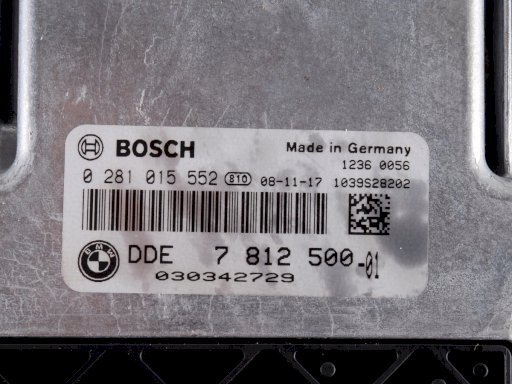 BOSCH Made in Germany
1236 0056
0 281 015 552 810 08-11-17 1039S28202
BMW DDE 7 812 500-01
030342729